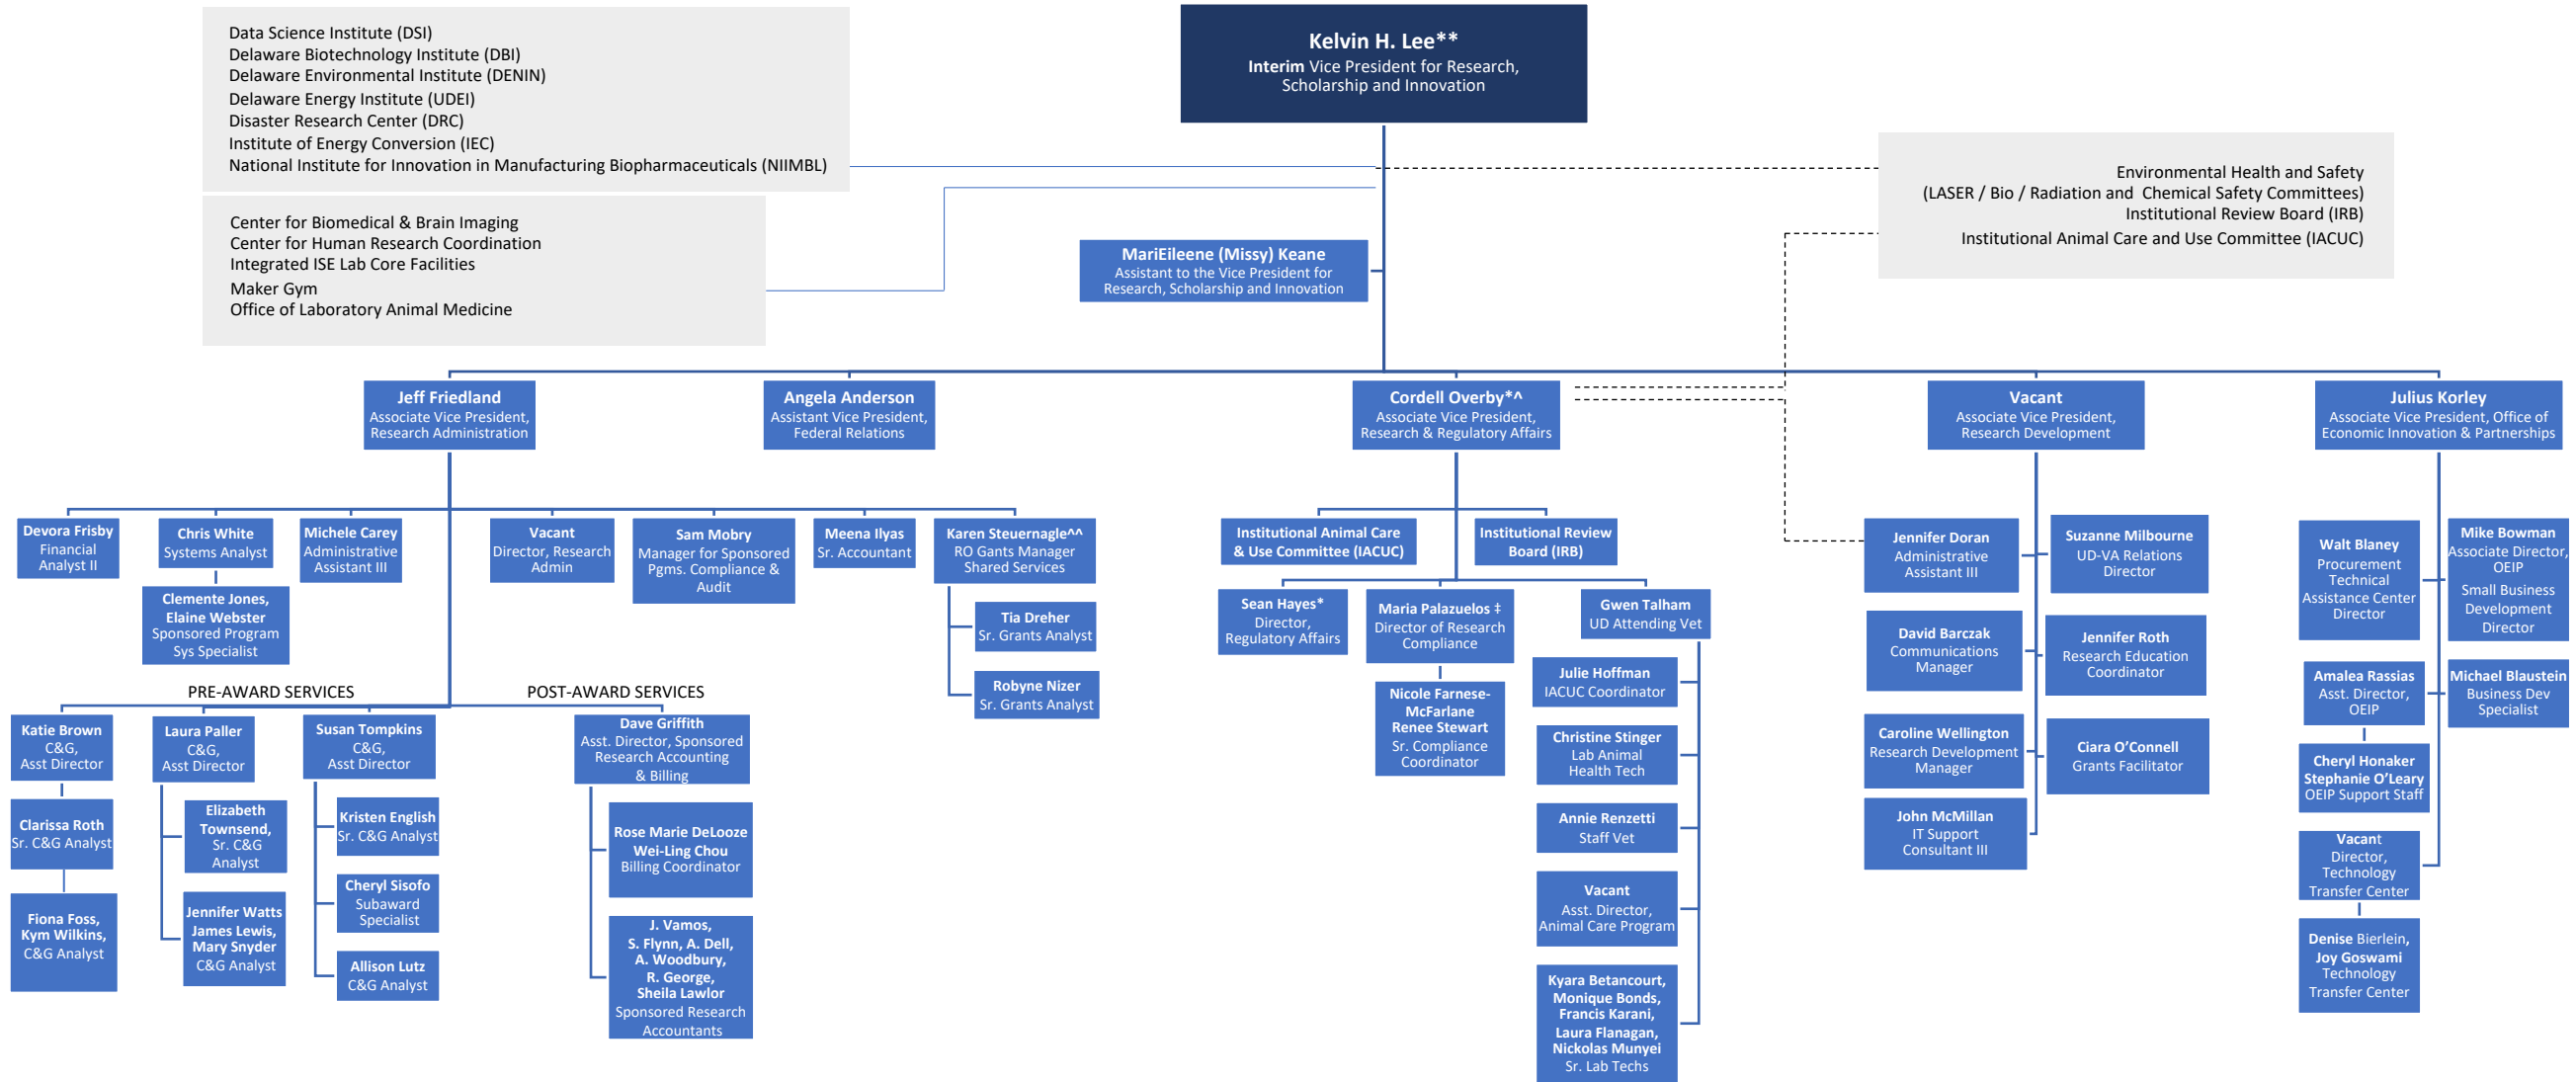 Data Science Institute (DSI)
Delaware Biotechnology Institute (DBI)
Delaware Environmental Institute (DENIN)
Delaware Energy Institute (UDEI)
Disaster Research Center (DRC)
Institute of Energy Conversion (IEC)
National Institute for Innovation in Manufacturing Biopharmaceuticals (NIIMBL)
Center for Biomedical & Brain Imaging
Center for Human Research Coordination
Integrated ISE Lab Core Facilities
Maker Gym
Office of Laboratory Animal Medicine
Kelvin H. Lee**
Interim Vice President for Research,
Scholarship and Innovation
Environmental Health and Safety
(LASER / Bio / Radiation and Chemical Safety Committees)
Institutional Review Board (IRB)
Institutional Animal Care and Use Committee (IACUC)
MariEileene (Missy) Keane
Assistant to the Vice President for
Research, Scholarship and Innovation
Jeff Friedland
Associate Vice President,
Research Administration
Angela Anderson
Assistant Vice President,
Federal Relations
Cordell Overby*^
Associate Vice President,
Research & Regulatory Affairs
Vacant
Associate Vice President,
Research Development
Julius Korley
Associate Vice President, Office of
Economic Innovation & Partnerships
Devora Frisby
Financial
Analyst II
Chris White
Systems Analyst
Michele Carey
Administrative
Assistant III
Vacant
Director, Research
Admin
Sam Mobry
Manager for Sponsored
Pgms. Compliance &
Audit
Meena Ilyas
Sr. Accountant
Karen Steuernagle^^
RO Gants Manager
Shared Services
Clemente Jones,
Elaine Webster
Sponsored Program
Sys Specialist
Tia Dreher
Sr. Grants Analyst
Robyne Nizer
Sr. Grants Analyst
PRE-AWARD SERVICES
POST-AWARD SERVICES
Katie Brown
C&G,
Asst Director
Laura Paller
C&G,
Asst Director
Susan Tompkins
C&G,
Asst Director
Dave Griffith
Asst. Director, Sponsored
Research Accounting
& Billing
Clarissa Roth
Sr. C&G Analyst
Fiona Foss,
Kym Wilkins,
C&G Analyst
Elizabeth
Townsend,
Sr. C&G
Analyst
Jennifer Watts
James Lewis,
Mary Snyder
C&G Analyst
Kristen English
Sr. C&G Analyst
Cheryl Sisofo
Subaward
Specialist
Allison Lutz
C&G Analyst
Rose Marie DeLooze
Wei-Ling Chou
Billing Coordinator
J. Vamos,
S. Flynn, A. Dell,
A. Woodbury,
R. George,
Sheila Lawlor
Sponsored Research
Accountants
Institutional Animal Care
& Use Committee (IACUC)
Institutional Review
Board (IRB)
Sean Hayes*
Director,
Regulatory Affairs
Maria Palazuelos ‡
Director of Research
Compliance
Gwen Talham
UD Attending Vet
Nicole Farnese-
McFarlane
Renee Stewart
Sr. Compliance
Coordinator
Julie Hoffman
IACUC Coordinator
Christine Stinger
Lab Animal
Health Tech
Annie Renzetti
Staff Vet
Vacant
Asst. Director,
Animal Care Program
Kyara Betancourt,
Monique Bonds,
Francis Karani,
Laura Flanagan,
Nickolas Munyei
Sr. Lab Techs
Jennifer Doran
Administrative
Assistant III
Suzanne Milbourne
UD-VA Relations
Director
David Barczak
Communications
Manager
Jennifer Roth
Research Education
Coordinator
Caroline Wellington
Research Development
Manager
Ciara O’Connell
Grants Facilitator
John McMillan
IT Support
Consultant III
Walt Blaney
Procurement
Technical
Assistance Center
Director
Mike Bowman
Associate Director,
OEIP
Small Business
Development
Director
Amalea Rassias
Asst. Director,
OEIP
Michael Blaustein
Business Dev
Specialist
Cheryl Honaker
Stephanie O’Leary
OEIP Support Staff
Vacant
Director,
Technology
Transfer Center
Denise Bierlein,
Joy Goswami
Technology
Transfer Center